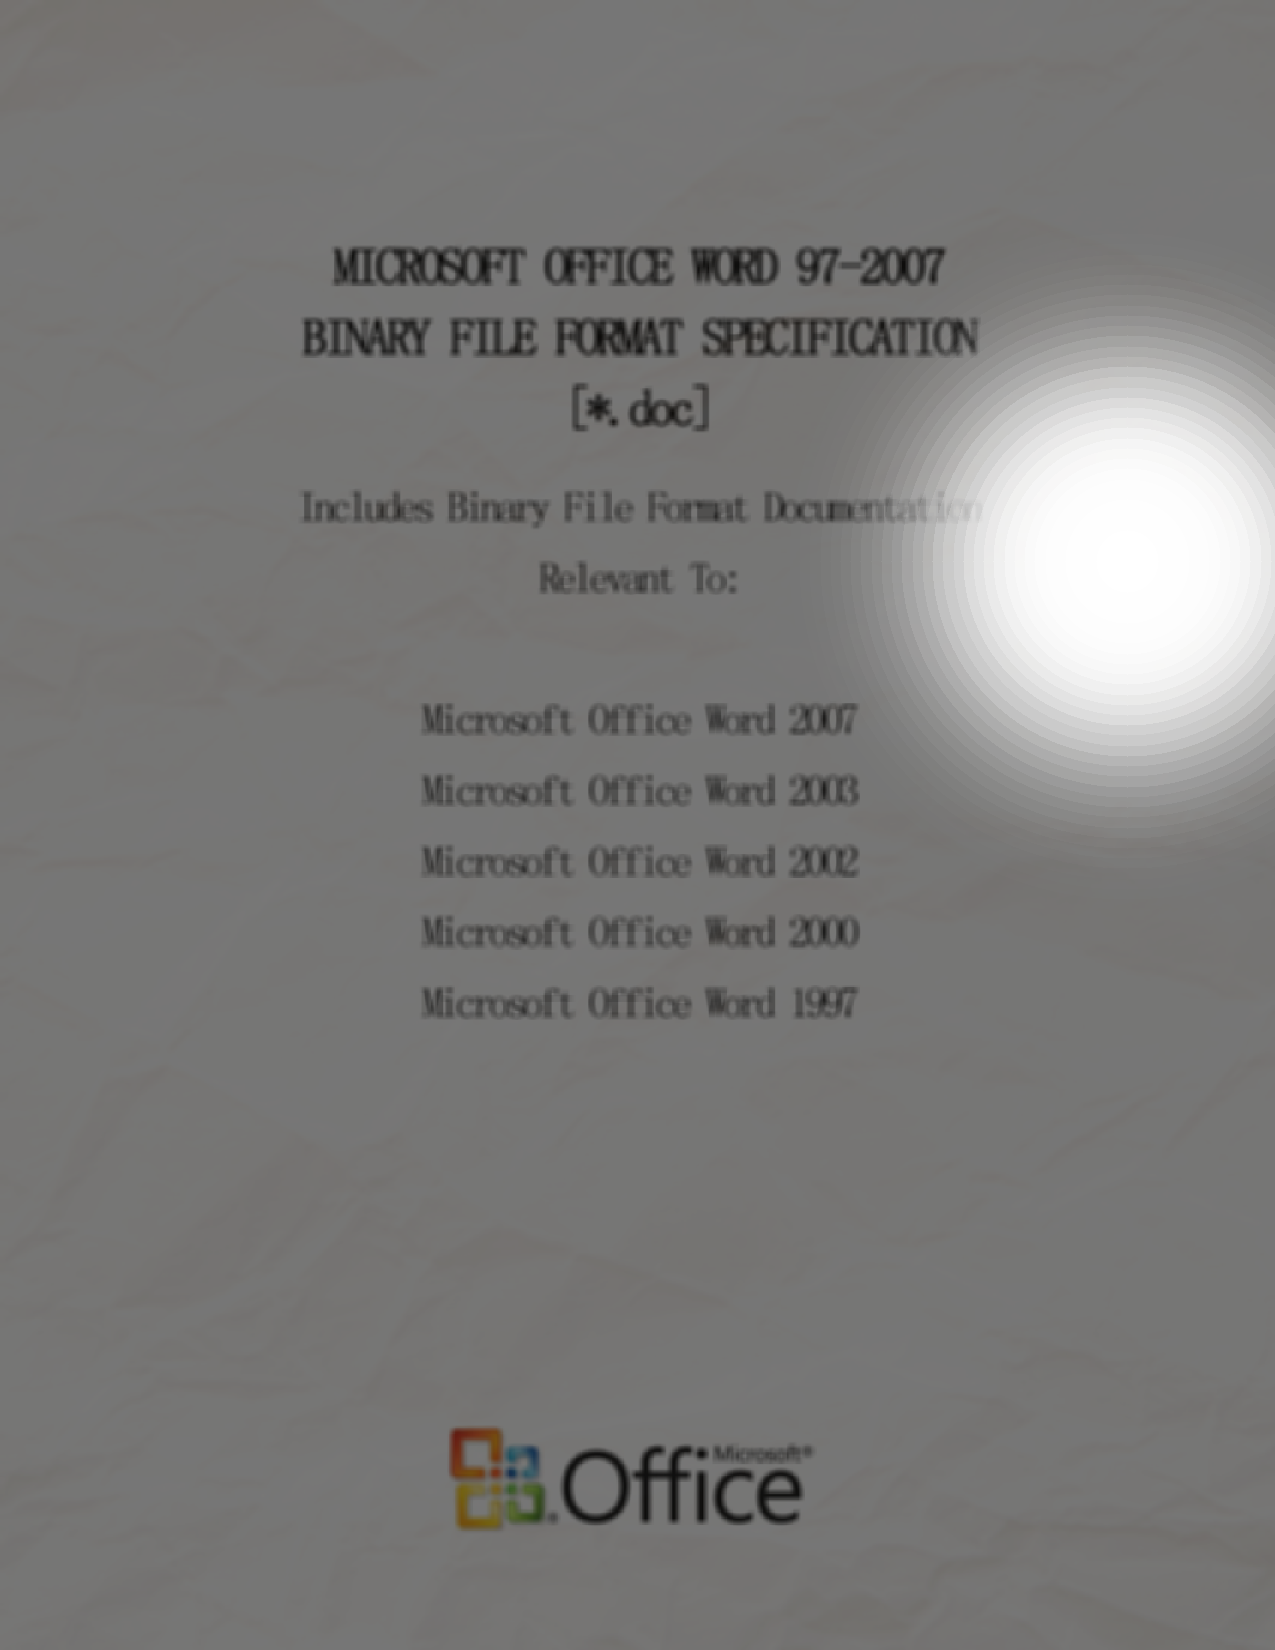 MICROSOFT OFFICE WORD 97-2007
BINARY FILE FORMAT SPECIFICATION
[*.doc]
Includes Binary File Format Documentation
Relevant To:
Microsoft Office Word 2007
Microsoft Office Word 2003
Microsoft Office Word 2002
Microsoft Office Word 2000
Microsoft Office Word 1997
Microsoft®
Office